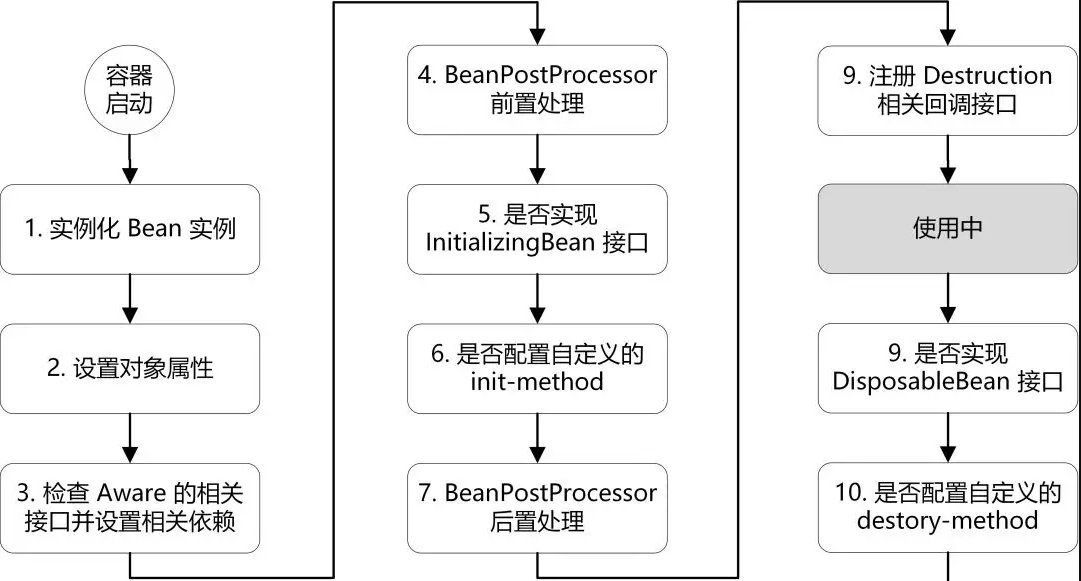 容器
启动
1. 实例化 Bean 实例
2. 设置对象属性
3. 检查 Aware 的相关
接口并设置相关依赖
4. BeanPostProcessor
前置处理
5. 是否实现
InitializingBean 接口
6. 是否配置自定义的
init-method
7. BeanPostProcessor
后置处理
9. 注册 Destruction
相关回调接口
使用中
9. 是否实现
DisposableBean 接口
10. 是否配置自定义的
destory-method